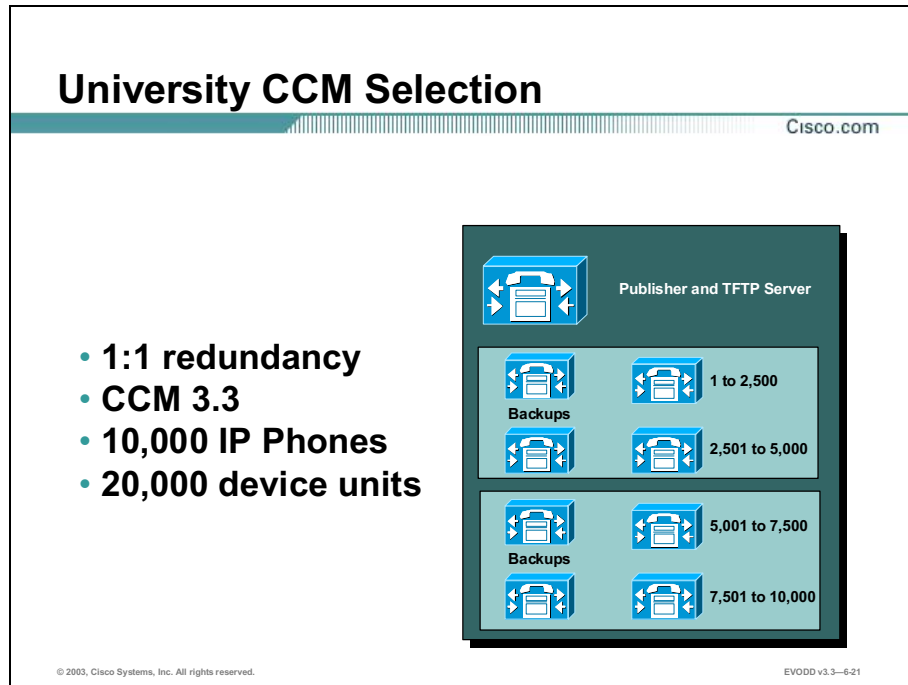 University CCM Selection
Cisco.com
• 1:1 redundancy
• CCM 3.3
• 10,000 IP Phones
• 20,000 device units
Publisher and TFTP Server
1 to 2,500
Backups
2,501 to 5,000
5,001 to 7,500
Backups
7,501 to 10,000
© 2003, Cisco Systems, Inc. All rights reserved.
EVODD v3.3—6-21